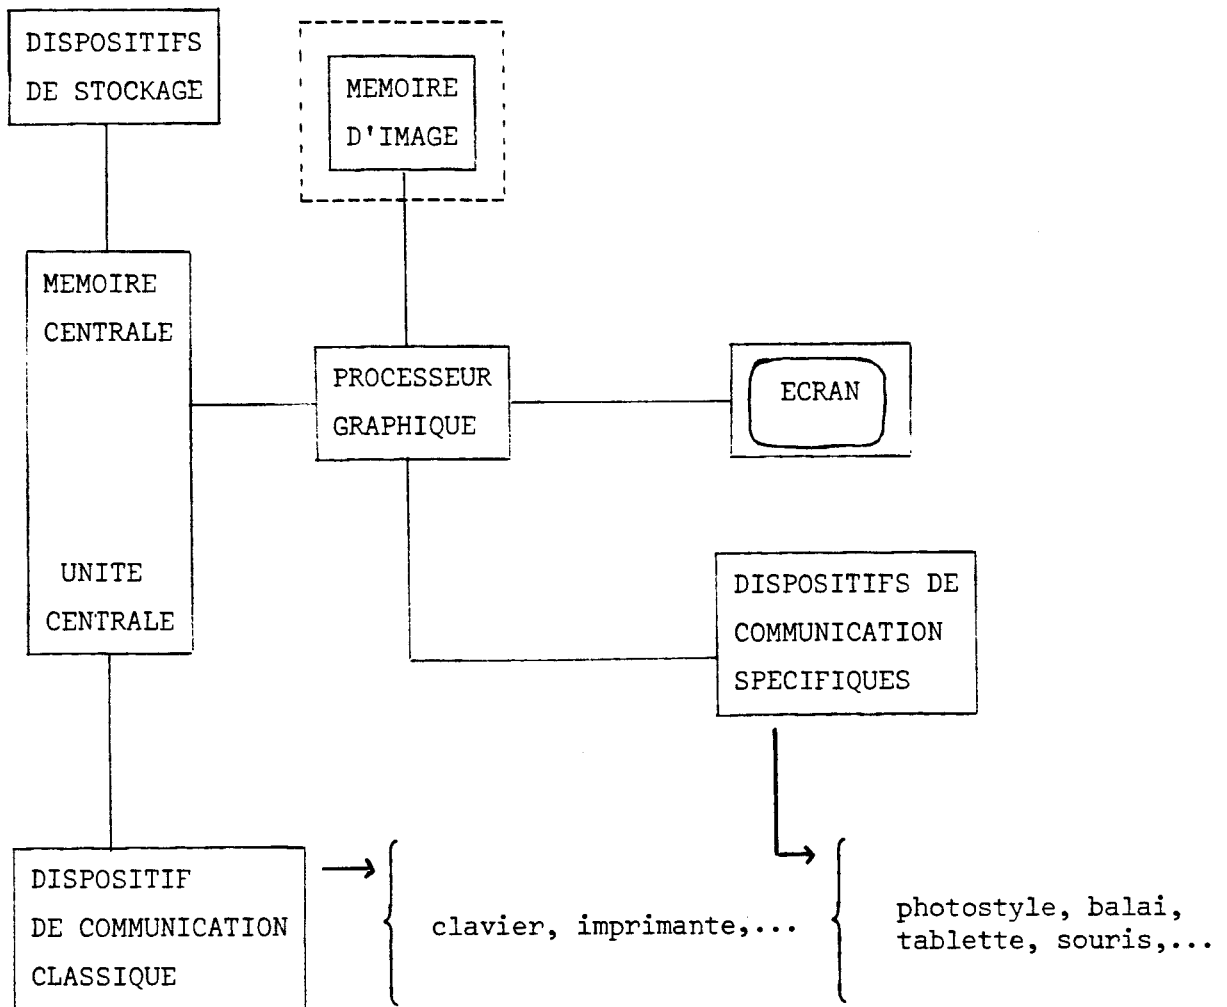 DISPOSITIFS
DE STOCKAGE
MEMOIRE
D'IMAGE
MEMOIRE
CENTRALE
PROCESSEUR
GRAPHIQUE
ECRAN
UNITE
CENTRALE
DISPOSITIFS DE
COMMUNICATION
SPECIFIQUES
DISPOSITIF
DE COMMUNICATION
CLASSIQUE
clavier, imprimante,...
photostyle, balai,
tablette, souris,...